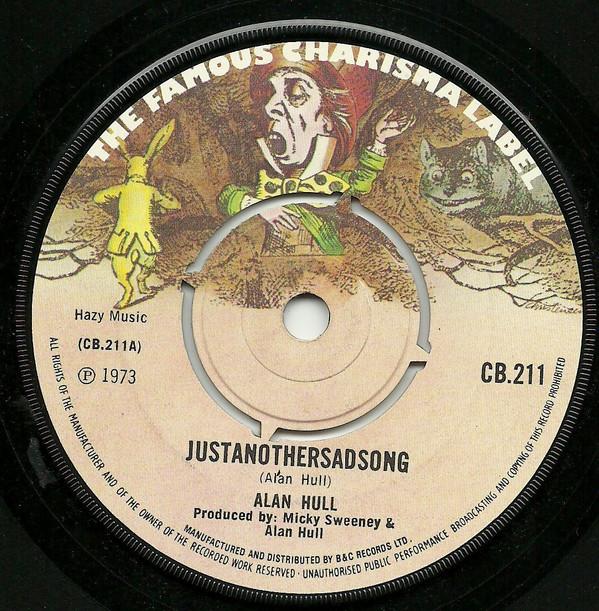 THE FAMOUS CHARISMA LABEL
Hazy Music
(CB.211A)
Ⓟ 1973
CB.211
JUSTANOTHERSADSONG
(Alan Hull)
ALAN HULL
Produced by: Micky Sweeney &
Alan Hull
MANUFACTURED AND DISTRIBUTED BY B&C RECORDS LTD.
ALL RIGHTS OF THE MANUFACTURER AND OF THE OWNER OF THE RECORDED WORK RESERVED · UNAUTHORISED PUBLIC PERFORMANCE BROADCASTING AND COPYING OF THIS RECORD PROHIBITED